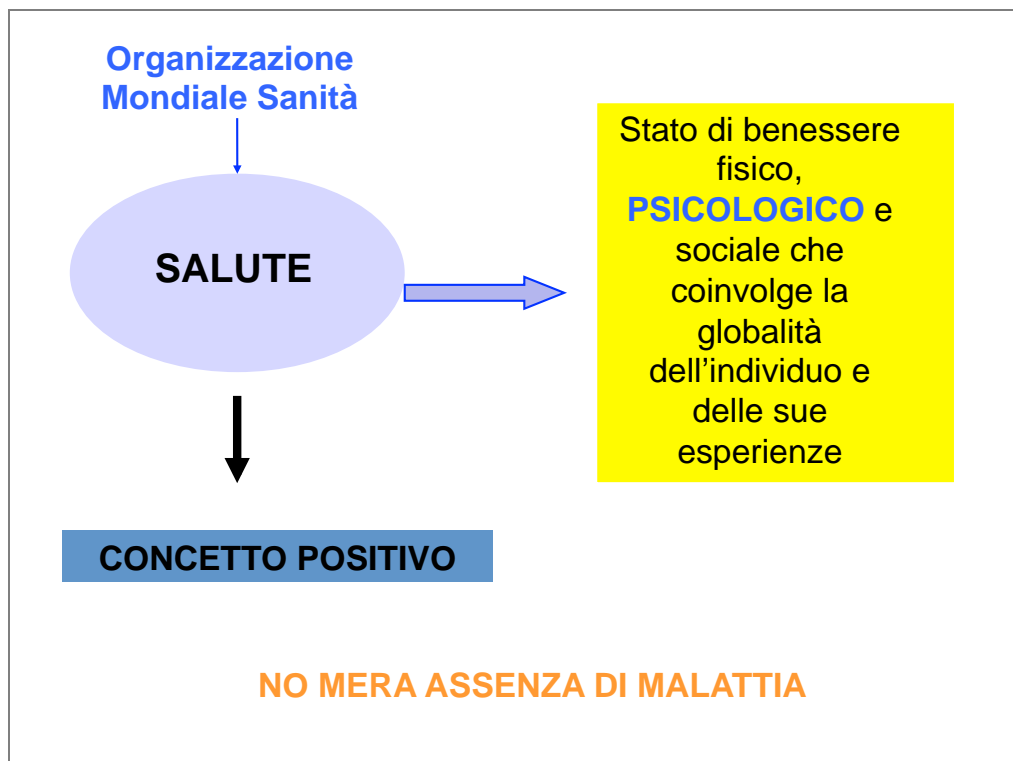 Organizzazione
Mondiale Sanità
SALUTE
Stato di benessere
fisico,
PSICOLOGICO e
sociale che
coinvolge la
globalità
dell’individuo e
delle sue
esperienze
CONCETTO POSITIVO
NO MERA ASSENZA DI MALATTIA